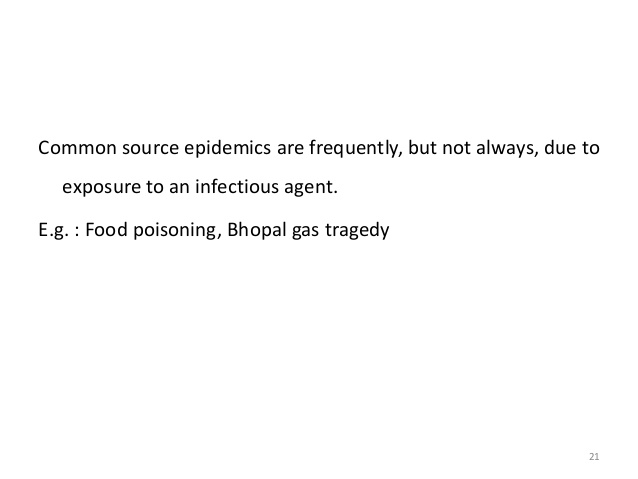 Common source epidemics are frequently, but not always, due to
exposure to an infectious agent.
E.g. : Food poisoning, Bhopal gas tragedy
21